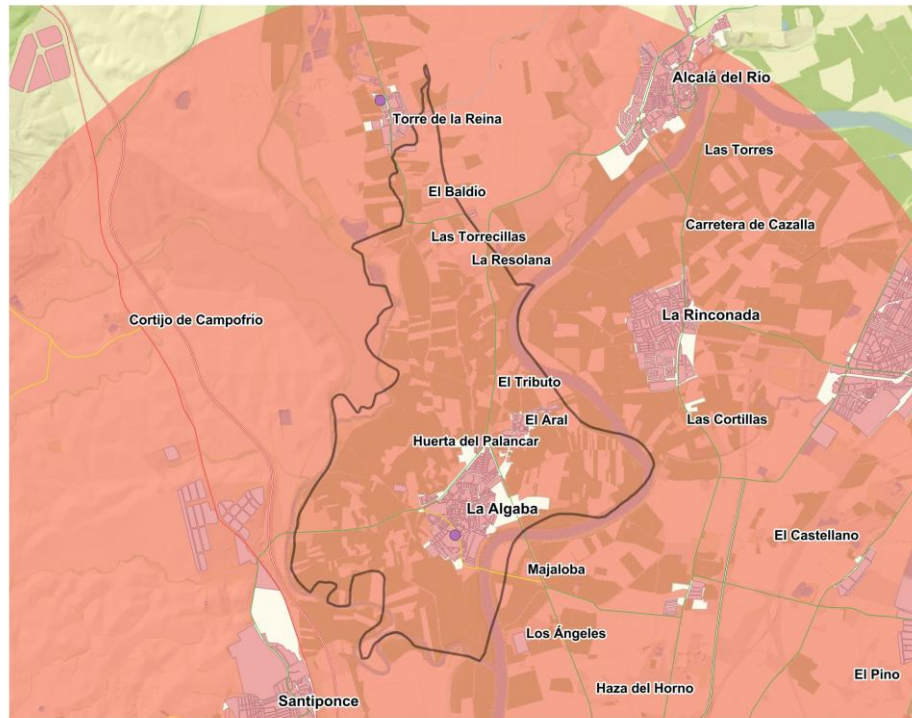 Alcalá del Río
Torre de la Reina
Las Torres
El Baldío
Carretera de Cazalla
Las Torrecillas
La Resolana
Cortijo de Campofrío
La Rinconada
El Tributo
El Aral
Las Cortillas
Huerta del Palancar
La Algaba
El Castellano
Majaloba
Los Ángeles
El Pino
Haza del Horno
Santiponce